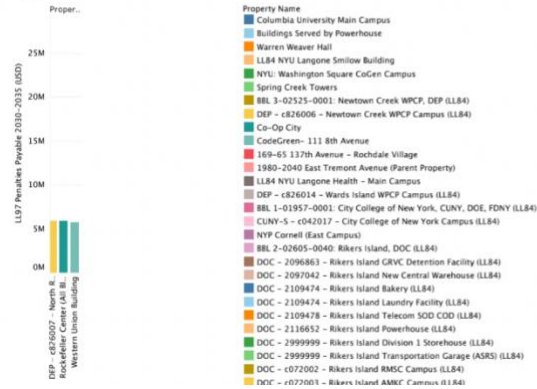 Proper..
Property Name
Columbia University Main Campus
Buildings Served by Powerhouse
Warren Weaver Hall
LL84 NYU Langone Smilow Building
NYU: Washington Square CoGen Campus
Spring Creek Towers
BBL 3-02525-0001: Newtown Creek WPCP, DEP (LL84)
DEP - c826006 - Newtown Creek WPCP Campus (LL84)
Co-Op City
CodeGreen- 111 8th Avenue
169-65 137th Avenue - Rochdale Village
1980-2040 East Tremont Avenue (Parent Property)
LL84 NYU Langone Health - Main Campus
DEP - c826014 - Wards Island WPCP Campus (LL84)
BBL 1-01957-0001: City College of New York, CUNY, DOE, FDNY (LL84)
CUNY-S - c042017 - City College of New York Campus (LL84)
NYP Cornell (East Campus)
BBL 2-02605-0040: Rikers Island, DOC (LL84)
DOC - 2096863 - Rikers Island GRVC Detention Facility (LL84)
DOC - 2097042 - Rikers Island New Central Warehouse (LL84)
DOC - 2109474 - Rikers Island Bakery (LL84)
DOC - 2109474 - Rikers Island Laundry Facility (LL84)
DOC - 2109478 - Rikers Island Telecom SOD COD (LL84)
DOC - 2116652 - Rikers Island Powerhouse (LL84)
DOC - 2999999 - Rikers Island Division 1 Storehouse (LL84)
DOC - 2999999 - Rikers Island Transportation Garage (ASRS) (LL84)
DOC - c072002 - Rikers Island RMSC Campus (LL84)
DOC - c072003 - Rikers Island AMKC Campus (LL84)
LL97 Penalties Payable 2030-2035 (USD)
25M
20M
15M
10M
5M
0M
DEP - c826007 - North R..
Rockefeller Center (All Bl..
Western Union Building